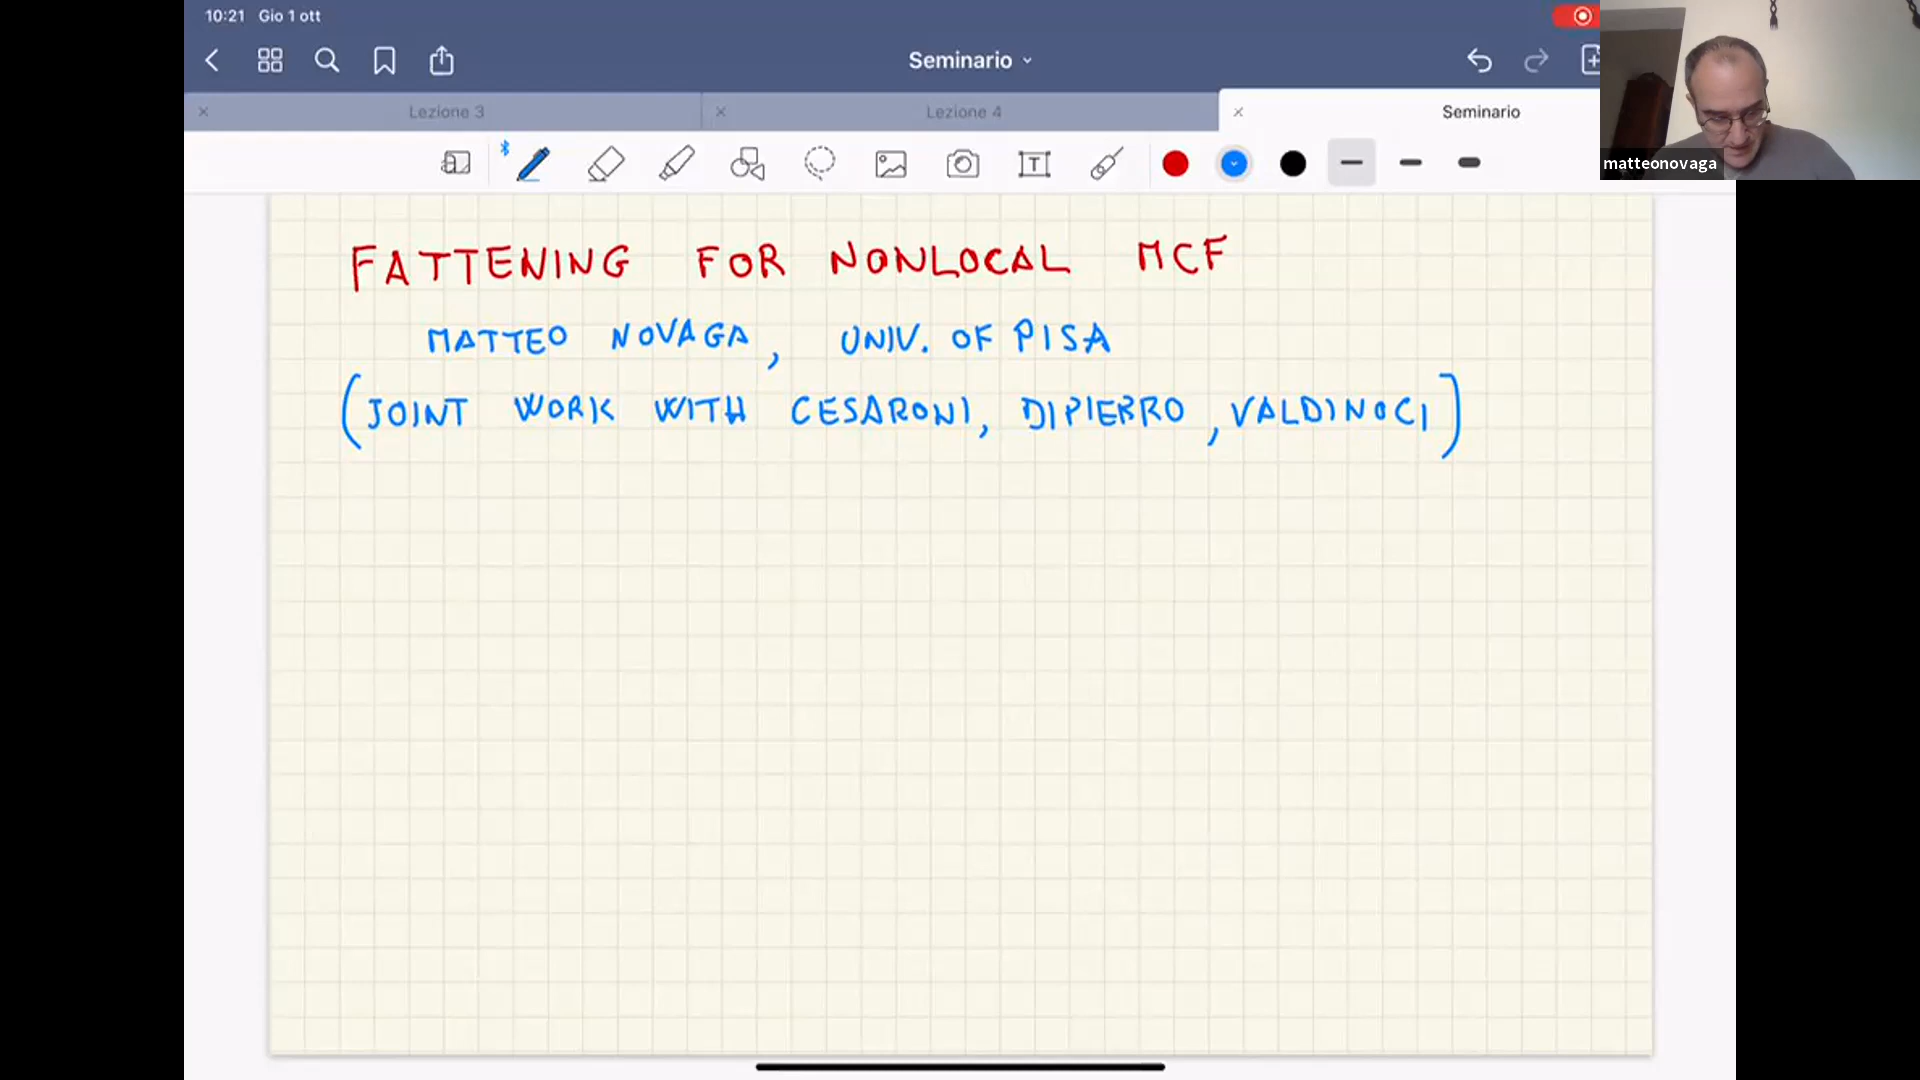 10:21 Gio 1 ott
Seminario
Lezione 3
Lezione 4
Seminario
T
matteonovaga
FATTENING FOR NONLOCAL MCF
MATTEO NOVAGA, UNIV. OF PISA
(JOINT WORK WITH CESARONI, DIPIERRO, VALDINOCI)